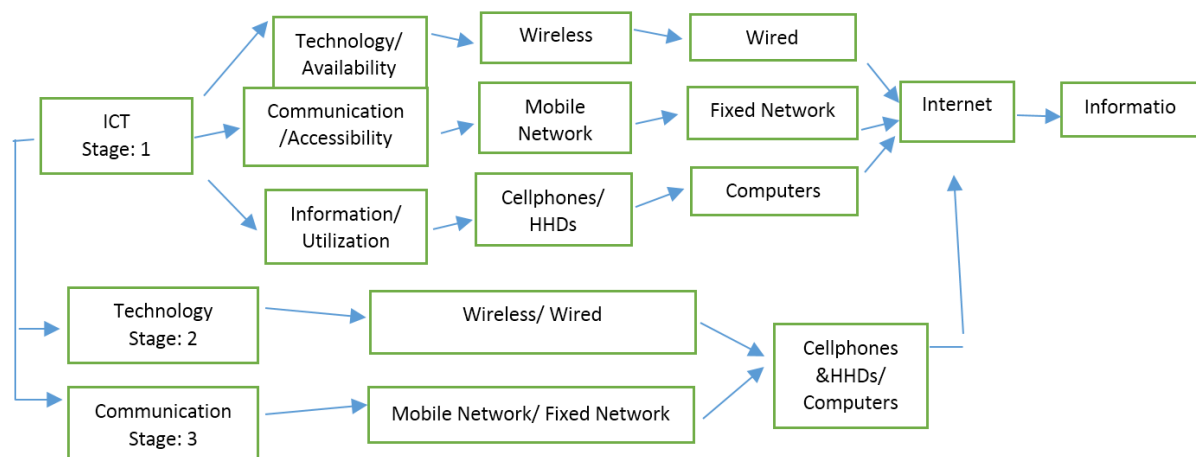 Technology/
Availability
Wireless
Wired
ICT
Stage: 1
Communication
/Accessibility
Mobile
Network
Fixed Network
Internet
Informatio
Information/
Utilization
Cellphones/
HHDs
Computers
Technology
Stage: 2
Wireless/ Wired
Cellphones
&HHDs/
Computers
Communication
Stage: 3
Mobile Network/ Fixed Network